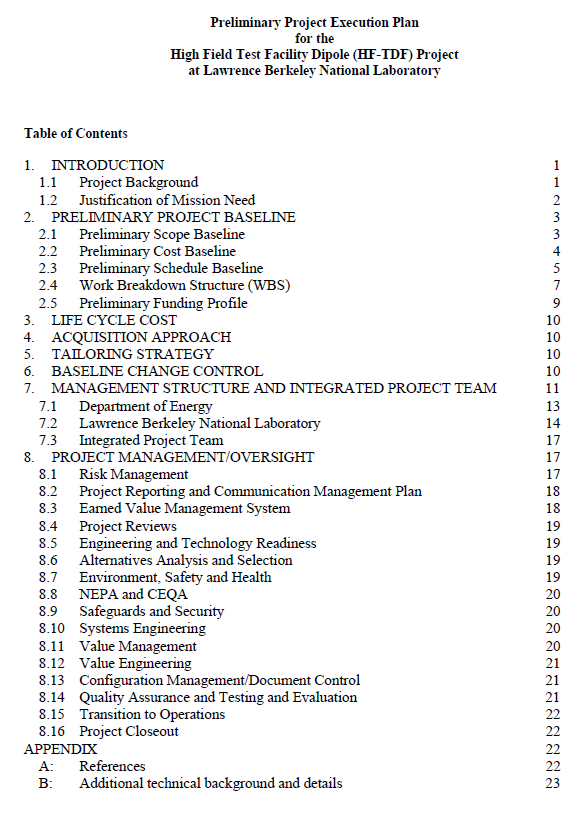 Preliminary Project Execution Plan
for the
High Field Test Facility Dipole (HF-TDF) Project
at Lawrence Berkeley National Laboratory
Table of Contents
1. INTRODUCTION 1
1.1 Project Background 1
1.2 Justification of Mission Need 2
2. PRELIMINARY PROJECT BASELINE 3
2.1 Preliminary Scope Baseline 3
2.2 Preliminary Cost Baseline 4
2.3 Preliminary Schedule Baseline 5
2.4 Work Breakdown Structure (WBS) 7
2.5 Preliminary Funding Profile 9
3. LIFE CYCLE COST 10
4. ACQUISITION APPROACH 10
5. TAILORING STRATEGY 10
6. BASELINE CHANGE CONTROL 10
7. MANAGEMENT STRUCTURE AND INTEGRATED PROJECT TEAM 11
7.1 Department of Energy 13
7.2 Lawrence Berkeley National Laboratory 14
7.3 Integrated Project Team 17
8. PROJECT MANAGEMENT/OVERSIGHT 17
8.1 Risk Management 17
8.2 Project Reporting and Communication Management Plan 18
8.3 Earned Value Management System 18
8.4 Project Reviews 19
8.5 Engineering and Technology Readiness 19
8.6 Alternatives Analysis and Selection 19
8.7 Environment, Safety and Health 19
8.8 NEPA and CEQA 20
8.9 Safeguards and Security 20
8.10 Systems Engineering 20
8.11 Value Management 20
8.12 Value Engineering 21
8.13 Configuration Management/Document Control 21
8.14 Quality Assurance and Testing and Evaluation 21
8.15 Transition to Operations 22
8.16 Project Closeout 22
APPENDIX 22
A: References 22
B: Additional technical background and details 23